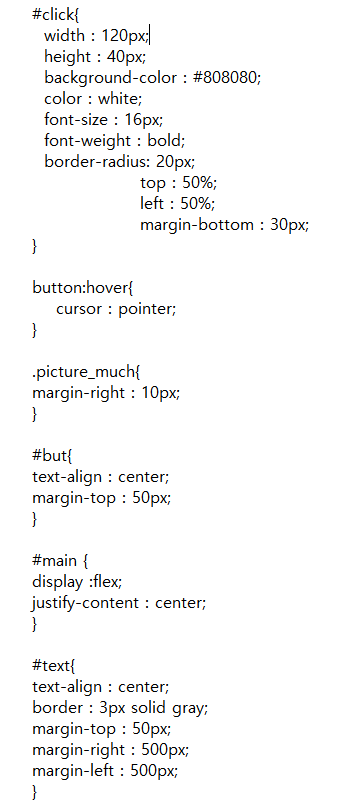 #click{
width : 120px;
height : 40px;
background-color : #808080;
color : white;
font-size : 16px;
font-weight : bold;
border-radius: 20px;
top : 50%;
left : 50%;
margin-bottom : 30px;
}
button:hover{
cursor : pointer;
}
.picture_much{
margin-right : 10px;
}
#but{
text-align : center;
margin-top : 50px;
}
#main {
display :flex;
justify-content : center;
}
#text{
text-align : center;
border : 3px solid gray;
margin-top : 50px;
margin-right : 500px;
margin-left : 500px;
}